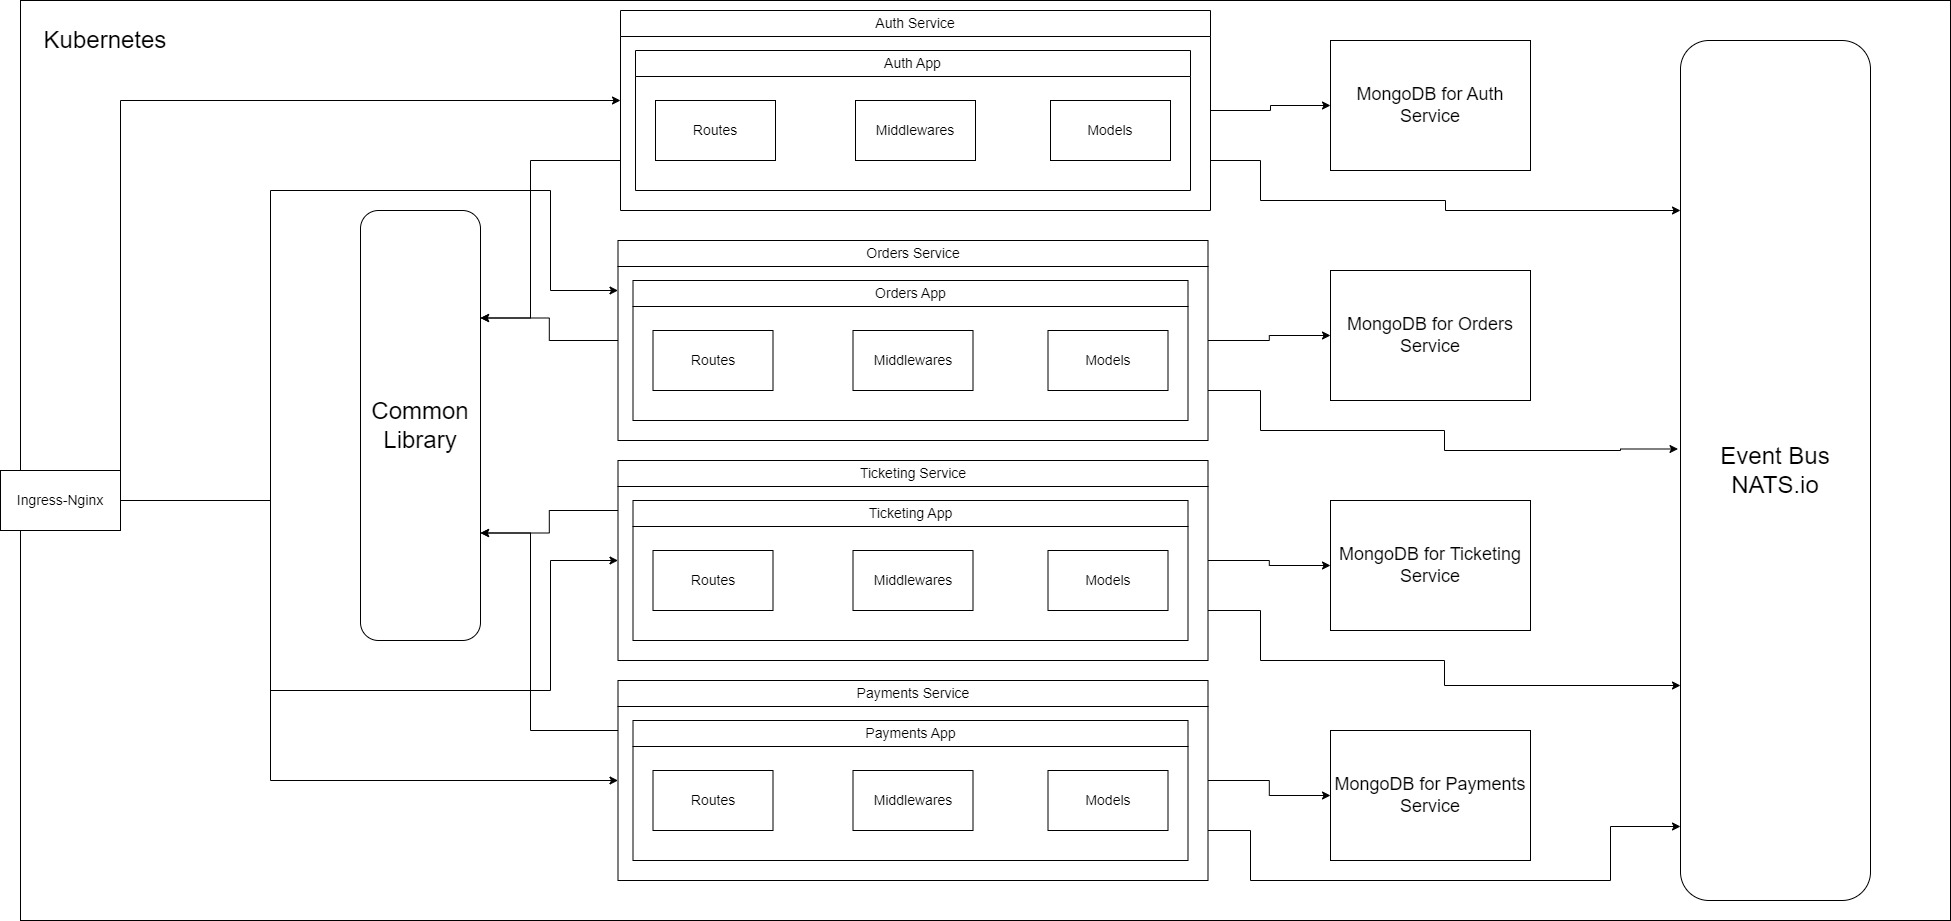 Kubernetes
Auth Service
Auth App
Routes
Middlewares
Models
MongoDB for Auth
Service
Orders Service
Orders App
Routes
Middlewares
Models
MongoDB for Orders
Service
Common
Library
Ingress-Nginx
Event Bus
NATS.io
Ticketing Service
Ticketing App
Routes
Middlewares
Models
MongoDB for Ticketing
Service
Payments Service
Payments App
Routes
Middlewares
Models
MongoDB for Payments
Service